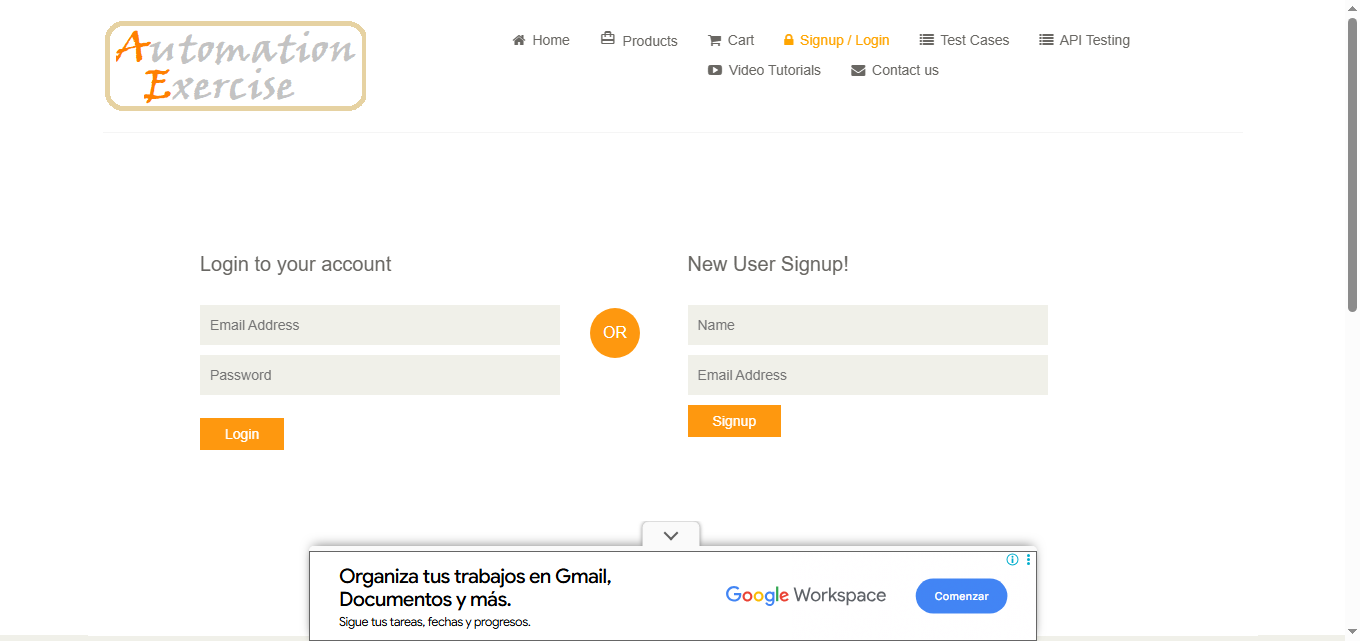 Automation
Exercise
Home
Products
Cart
Signup / Login
Test Cases
API Testing
Video Tutorials
Contact us
Login to your account
Email Address
Password
Login
OR
New User Signup!
Name
Email Address
Signup
Organiza tus trabajos en Gmail,
Documentos y más.
Sigue tus tareas, fechas y progresos.
Google Workspace
Comenzar